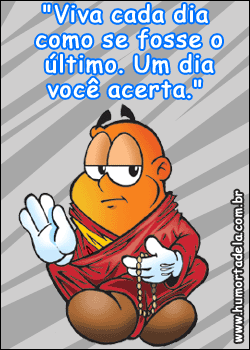 "Viva cada dia
como se fosse o
último. Um dia
você acerta."
www.humortadela.com.br